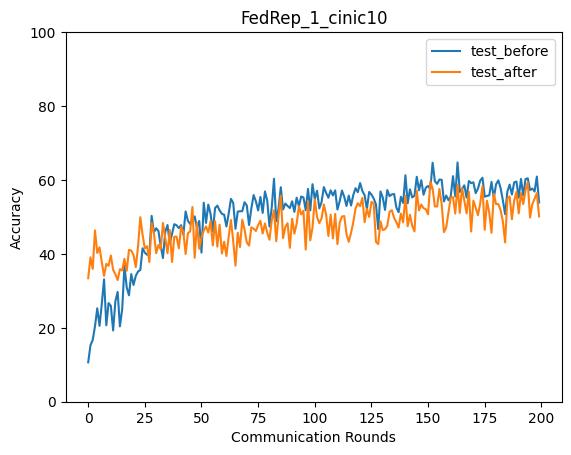 FedRep_1_cinic10
test_before
test_after
100
80
60
40
20
0
Accuracy
0 25 50 75 100 125 150 175 200
Communication Rounds